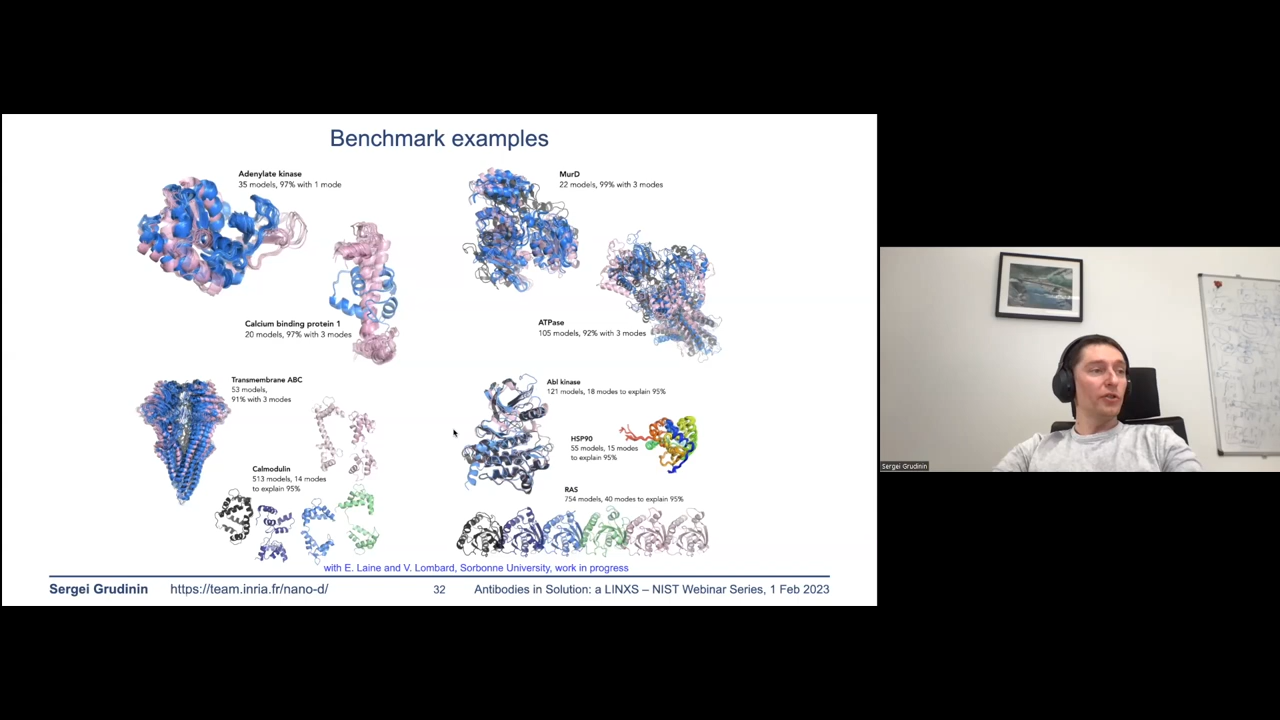 Benchmark examples
Adenylate kinase
35 models, 97% with 1 mode
MurD
22 models, 99% with 3 modes
Calcium binding protein 1
20 models, 97% with 3 modes
ATPase
105 models, 92% with 3 modes
Transmembrane ABC
53 models,
91% with 3 modes
Abl kinase
121 models, 18 modes to explain 95%
HSP90
55 models, 15 modes
to explain 95%
Calmodulin
513 models, 14 modes
to explain 95%
RAS
754 models, 40 modes to explain 95%
with E. Laine and V. Lombard, Sorbonne University, work in progress
Sergei Grudinin https://team.inria.fr/nano-d/ 32 Antibodies in Solution: a LINXS – NIST Webinar Series, 1 Feb 2023
Sergei Grudinin